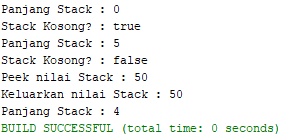 Panjang Stack : 0
Stack Kosong? : true
Panjang Stack : 5
Stack Kosong? : false
Peek nilai Stack : 50
Keluarkan nilai Stack : 50
Panjang Stack : 4
BUILD SUCCESSFUL (total time: 0 seconds)